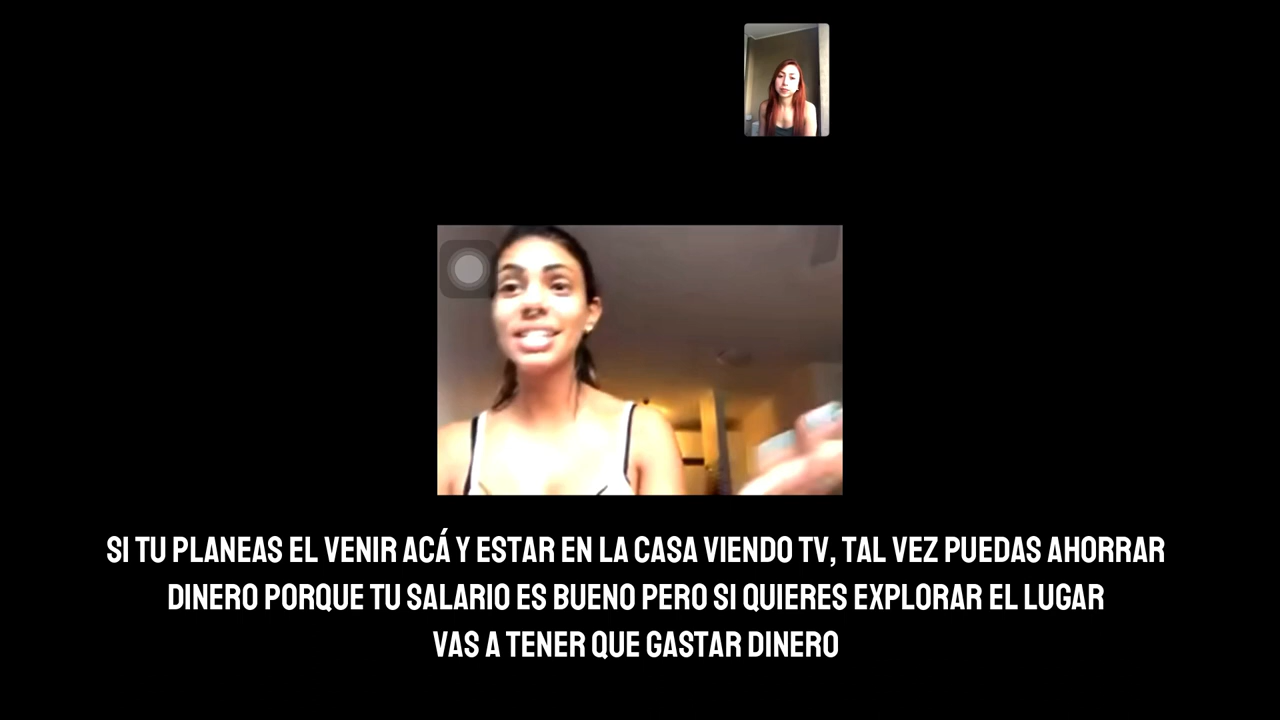 SI TU PLANEAS EL VENIR ACÁ Y ESTAR EN LA CASA VIENDO TV, TAL VEZ PUEDAS AHORRAR
DINERO PORQUE TU SALARIO ES BUENO PERO SI QUIERES EXPLORAR EL LUGAR
VAS A TENER QUE GASTAR DINERO